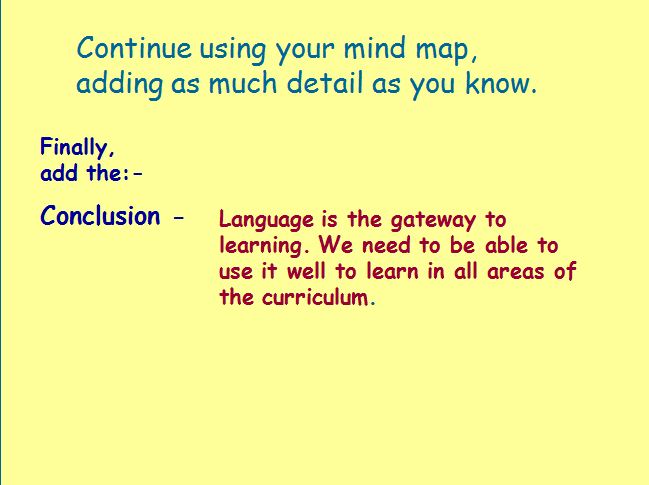 Continue using your mind map,
adding as much detail as you know.
Finally,
add the:-
Conclusion -
Language is the gateway to
learning. We need to be able to
use it well to learn in all areas of
the curriculum.